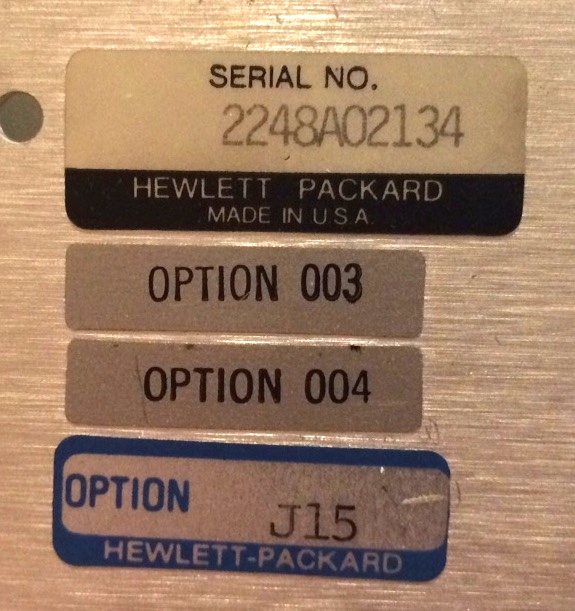 SERIAL NO.
2248A02134
HEWLETT PACKARD
MADE IN U.S.A
OPTION 003
OPTION 004
OPTION J15
HEWLETT-PACKARD